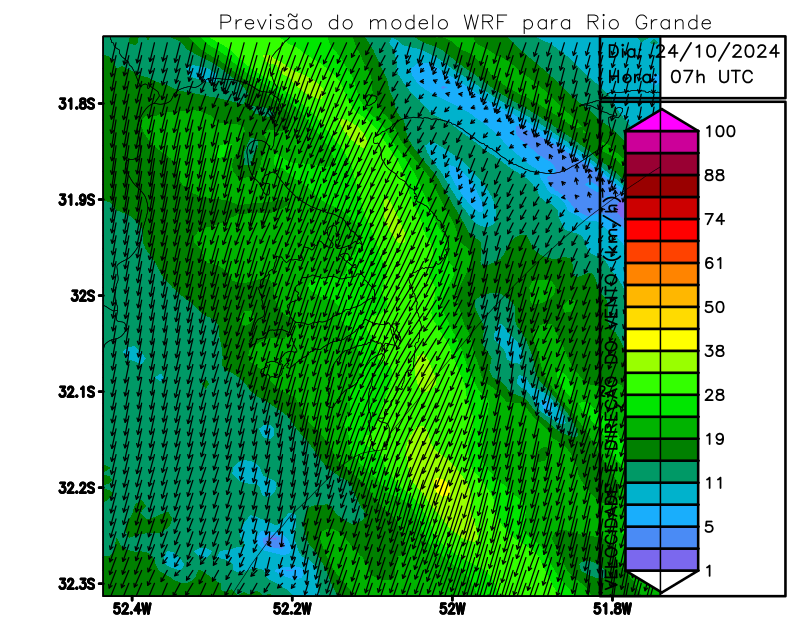 Previsão do modelo WRF para Rio Grande
Dia: 24/10/2024
Hora: 07h UTC
31.8S
31.9S
32S
32.1S
32.2S
32.3S
52.4W
52.2W
52W
51.8W
VELOCIDADE E DIREÇÃO DO VENTO (km/h)
100
88
74
61
50
38
28
19
11
5
1